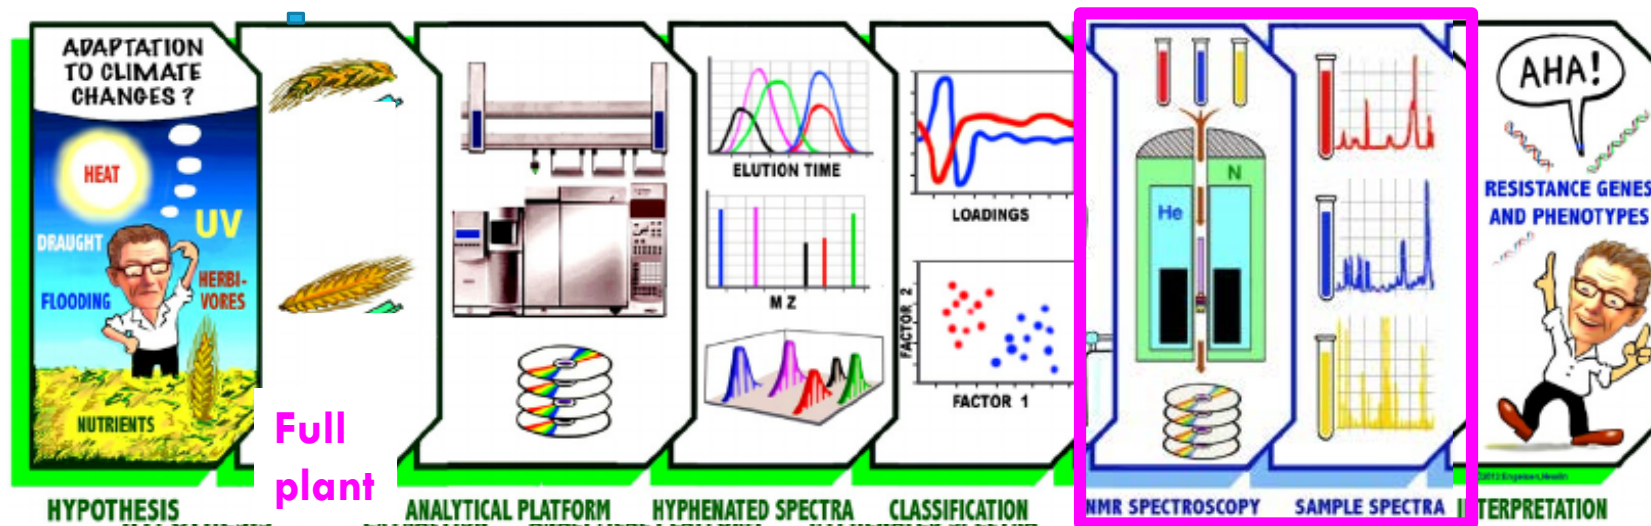 ADAPTATION
TO CLIMATE
CHANGES ?
HEAT
UV
DRAUGHT
HERBI-
VORES
FLOODING
NUTRIENTS
HYPOTHESIS
Full
plant
ANALYTICAL PLATFORM
ELUTION TIME
M Z
HYPHENATED SPECTRA
LOADINGS
FACTOR 2
FACTOR 1
CLASSIFICATION
N
He
NMR SPECTROSCOPY
SAMPLE SPECTRA
AHA!
RESISTANCE GENES
AND PHENOTYPES
INTERPRETATION